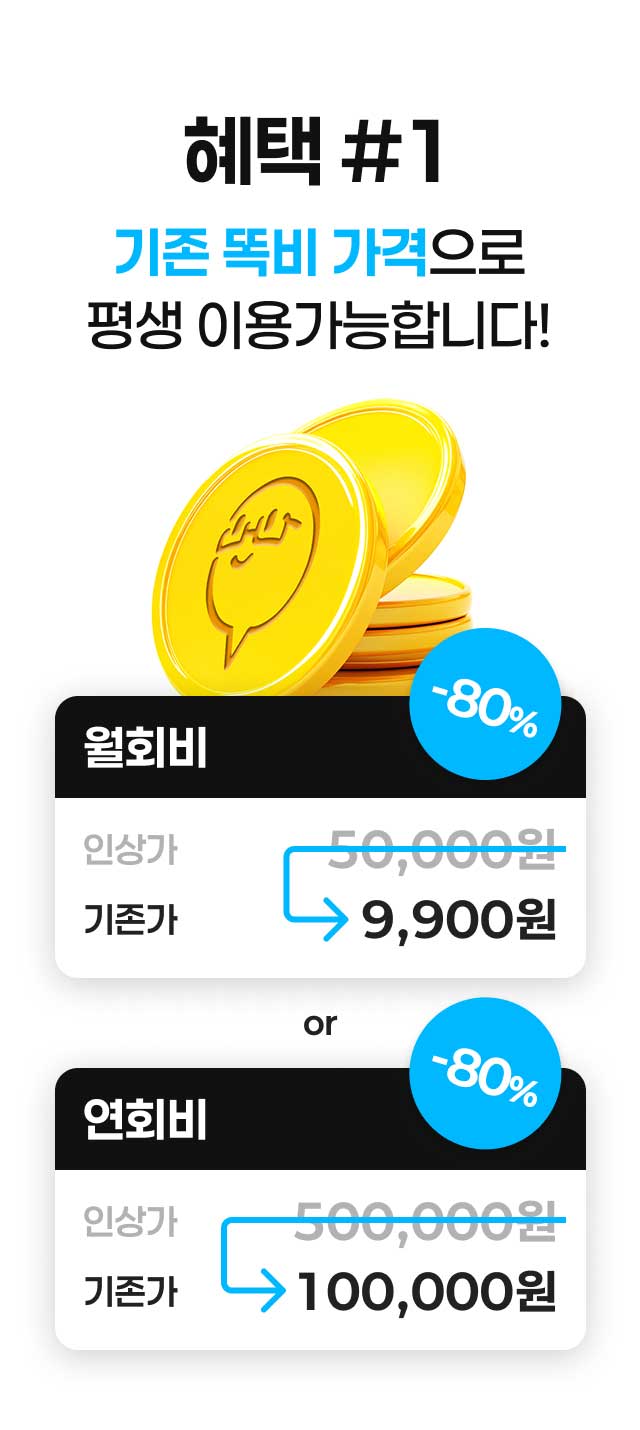 혜택 #1
기존 똑비 가격으로
평생 이용가능합니다!
-80%
월회비
인상가 50,000원
기존가 9,900원
or
-80%
연회비
인상가 500,000원
기존가 100,000원